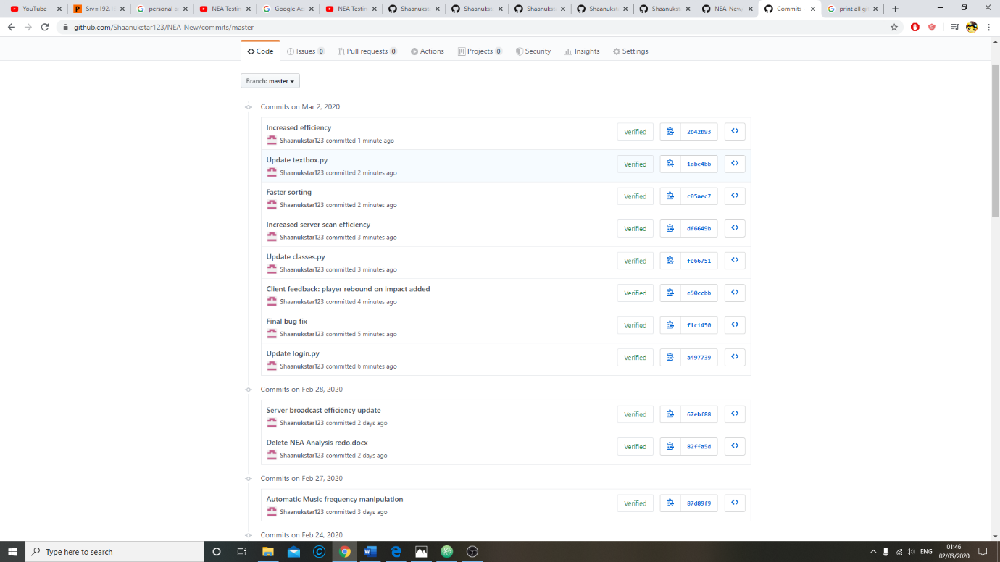 YouTube
Srv=192.16
personal a
NEA Testin
Google Ac
NEA Testin
Shaanukst
Shaanukst
Shaanukst
Shaanukst
Shaanukst
NEA-New/
Commits ·
print all gi
github.com/Shaanukstar123/NEA-New/commits/master
Code
Issues 0
Pull requests 0
Actions
Projects 0
Security
Insights
Settings
Branch: master
Commits on Mar 2, 2020
Increased efficiency
Shaanukstar123 committed 1 minute ago
Verified
2b42b93
Update textbox.py
Shaanukstar123 committed 2 minutes ago
Verified
1abc4bb
Faster sorting
Shaanukstar123 committed 2 minutes ago
Verified
c05aec7
Increased server scan efficiency
Shaanukstar123 committed 3 minutes ago
Verified
df6649b
Update classes.py
Shaanukstar123 committed 3 minutes ago
Verified
fe66751
Client feedback: player rebound on impact added
Shaanukstar123 committed 4 minutes ago
Verified
e50ccbb
Final bug fix
Shaanukstar123 committed 5 minutes ago
Verified
f1c1450
Update login.py
Shaanukstar123 committed 6 minutes ago
Verified
a497739
Commits on Feb 28, 2020
Server broadcast efficiency update
Shaanukstar123 committed 2 days ago
Verified
67ebf88
Delete NEA Analysis redo.docx
Shaanukstar123 committed 2 days ago
Verified
82ffa5d
Commits on Feb 27, 2020
Automatic Music frequency manipulation
Shaanukstar123 committed 3 days ago
Verified
87d89f9
Commits on Feb 24, 2020
Type here to search
ENG
01:46
02/03/2020